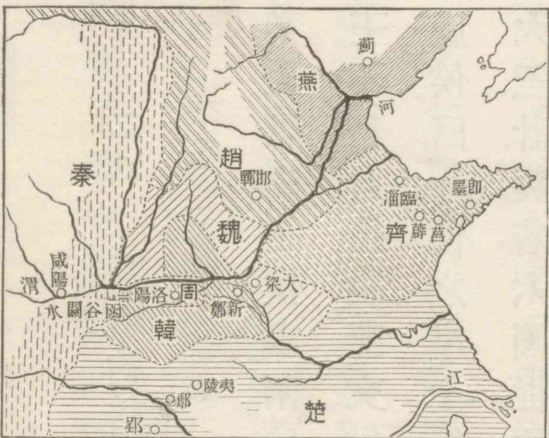 薊
燕
河
趙
邯鄲
秦
魏
臨淄
即墨
薛
莒
齊
咸陽
渭水
函谷關
洛陽
周
新鄭
大梁
韓
夷陵
鄢
郢
楚
江